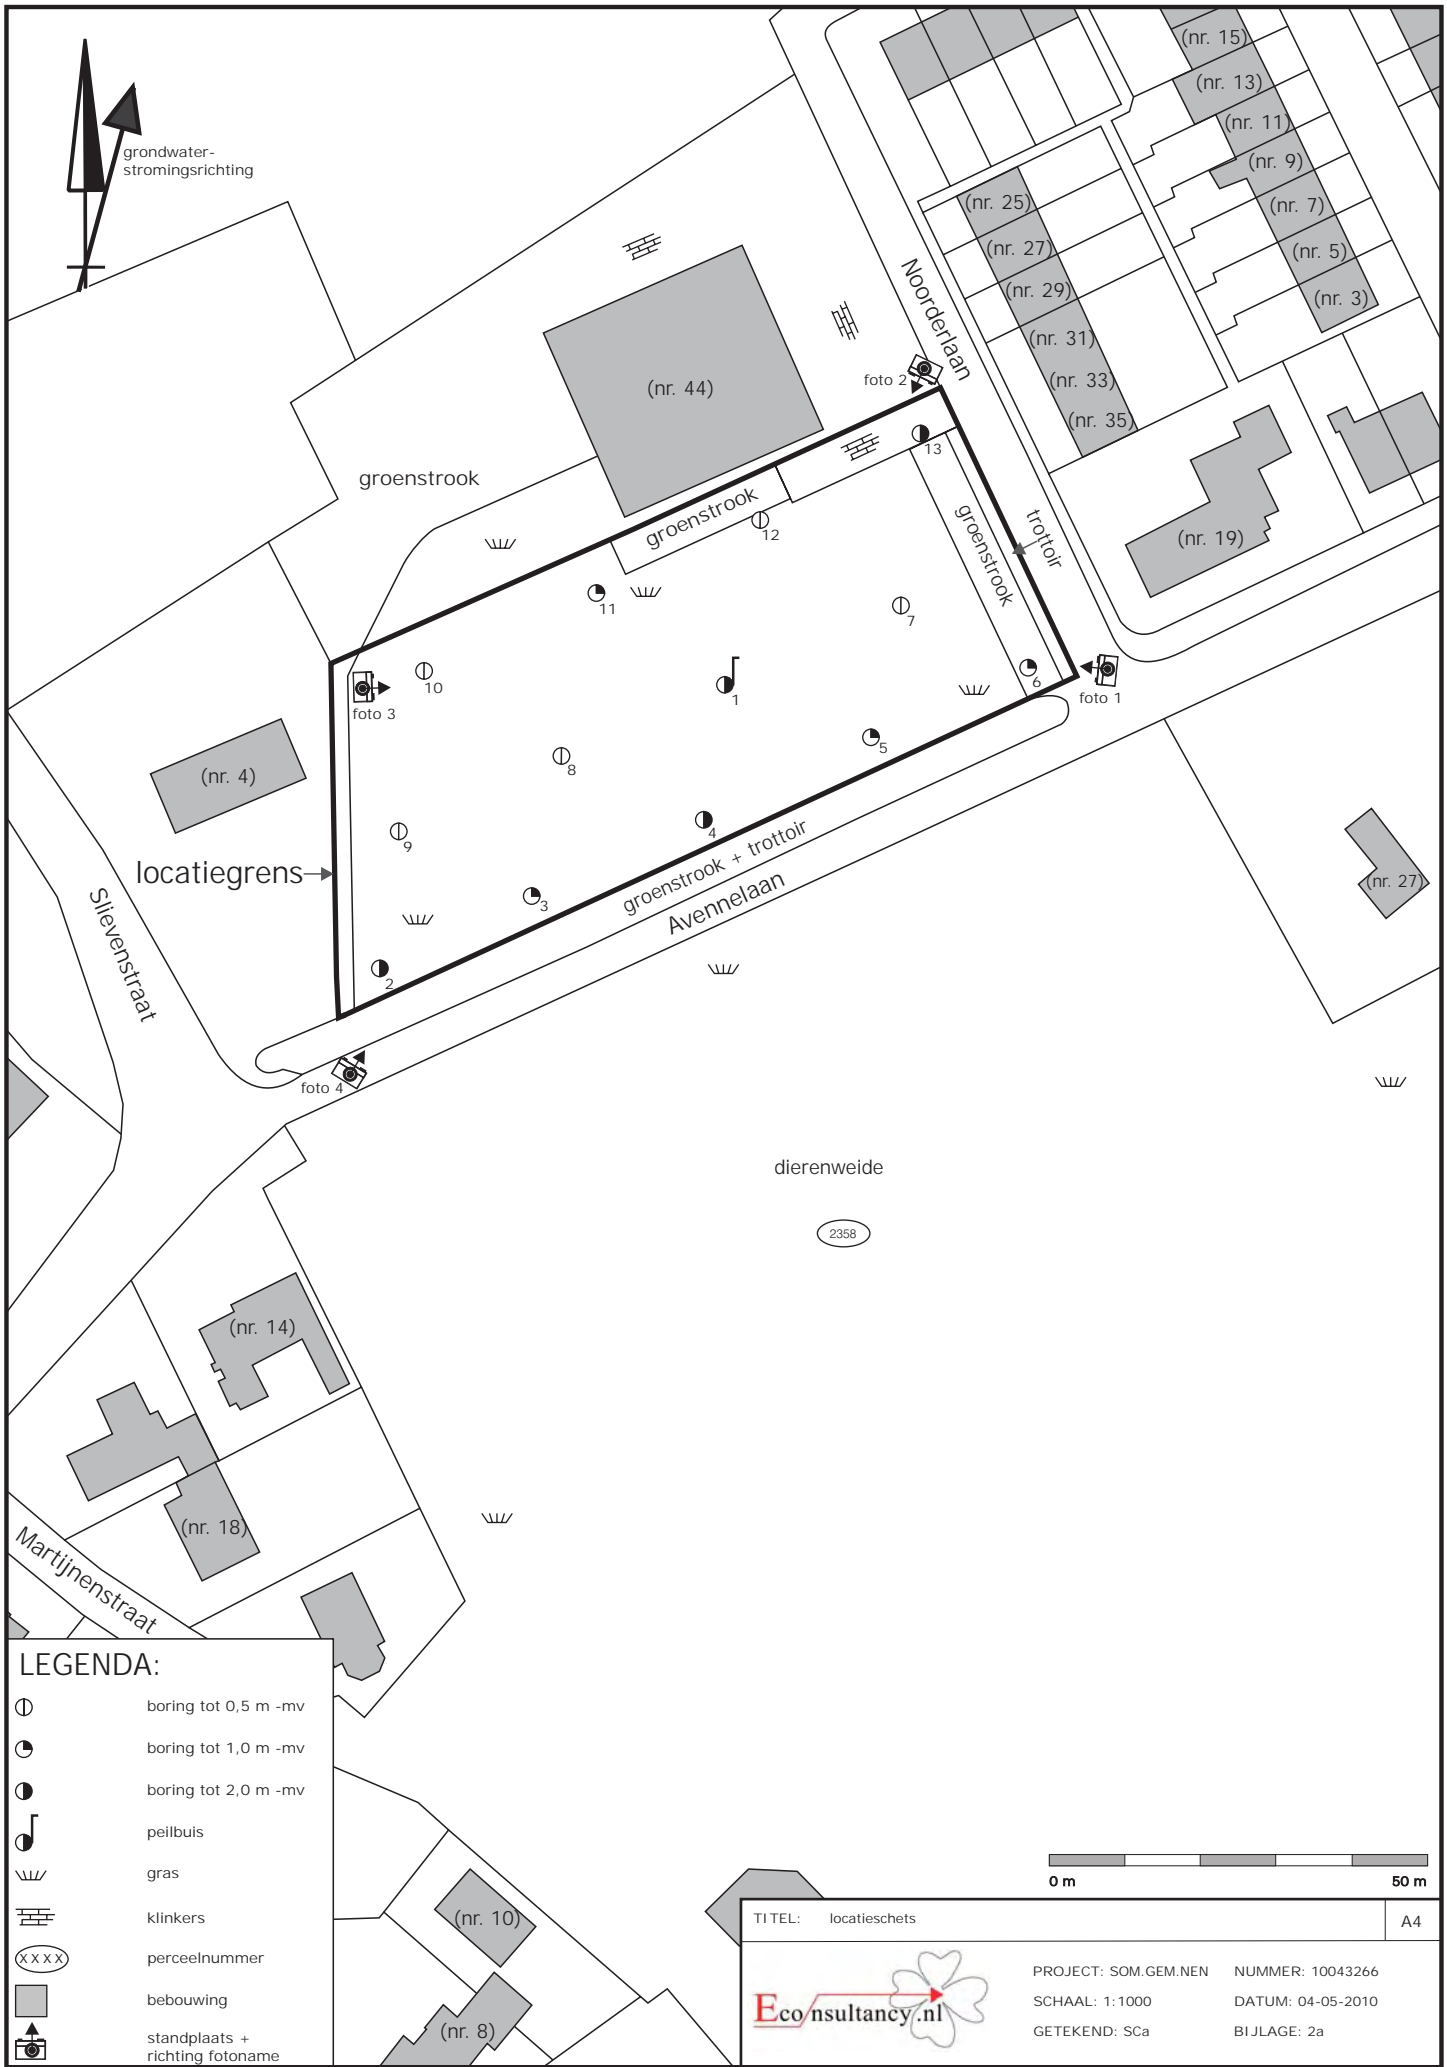 grondwater-
stromingsrichting
(nr. 15)
(nr. 13)
(nr. 11)
(nr. 9)
(nr. 7)
(nr. 5)
(nr. 3)
(nr. 25)
(nr. 27)
(nr. 29)
(nr. 31)
(nr. 33)
(nr. 35)
Noorderlaan
(nr. 44)
foto 2
13
groenstrook
groenstrook
12
groenstrook
trottoir
(nr. 19)
11
7
10
1
6
foto 1
foto 3
5
(nr. 4)
8
4
9
locatiegrens
groenstrook + trottoir
Avennelaan
3
(nr. 27)
Slievenstraat
2
foto 4
dierenweide
2358
(nr. 14)
(nr. 18)
Martijnenstraat
LEGENDA:
boring tot 0,5 m -mv
boring tot 1,0 m -mv
boring tot 2,0 m -mv
peilbuis
gras
klinkers
XXXX perceelnummer
bebouwing
standplaats +
richting fotoname
(nr. 10)
(nr. 8)
0 m 50 m
TITEL: locatieschets A4
Econsultancy.nl
PROJECT: SOM.GEM.NEN NUMMER: 10043266
SCHAAL: 1:1000 DATUM: 04-05-2010
GETEKEND: SCa BIJLAGE: 2a